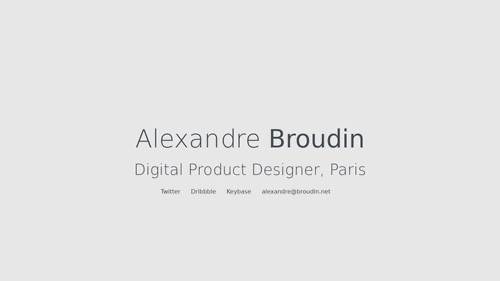 Alexandre Broudin
Digital Product Designer, Paris
Twitter Dribbble Keybase alexandre@broudin.net